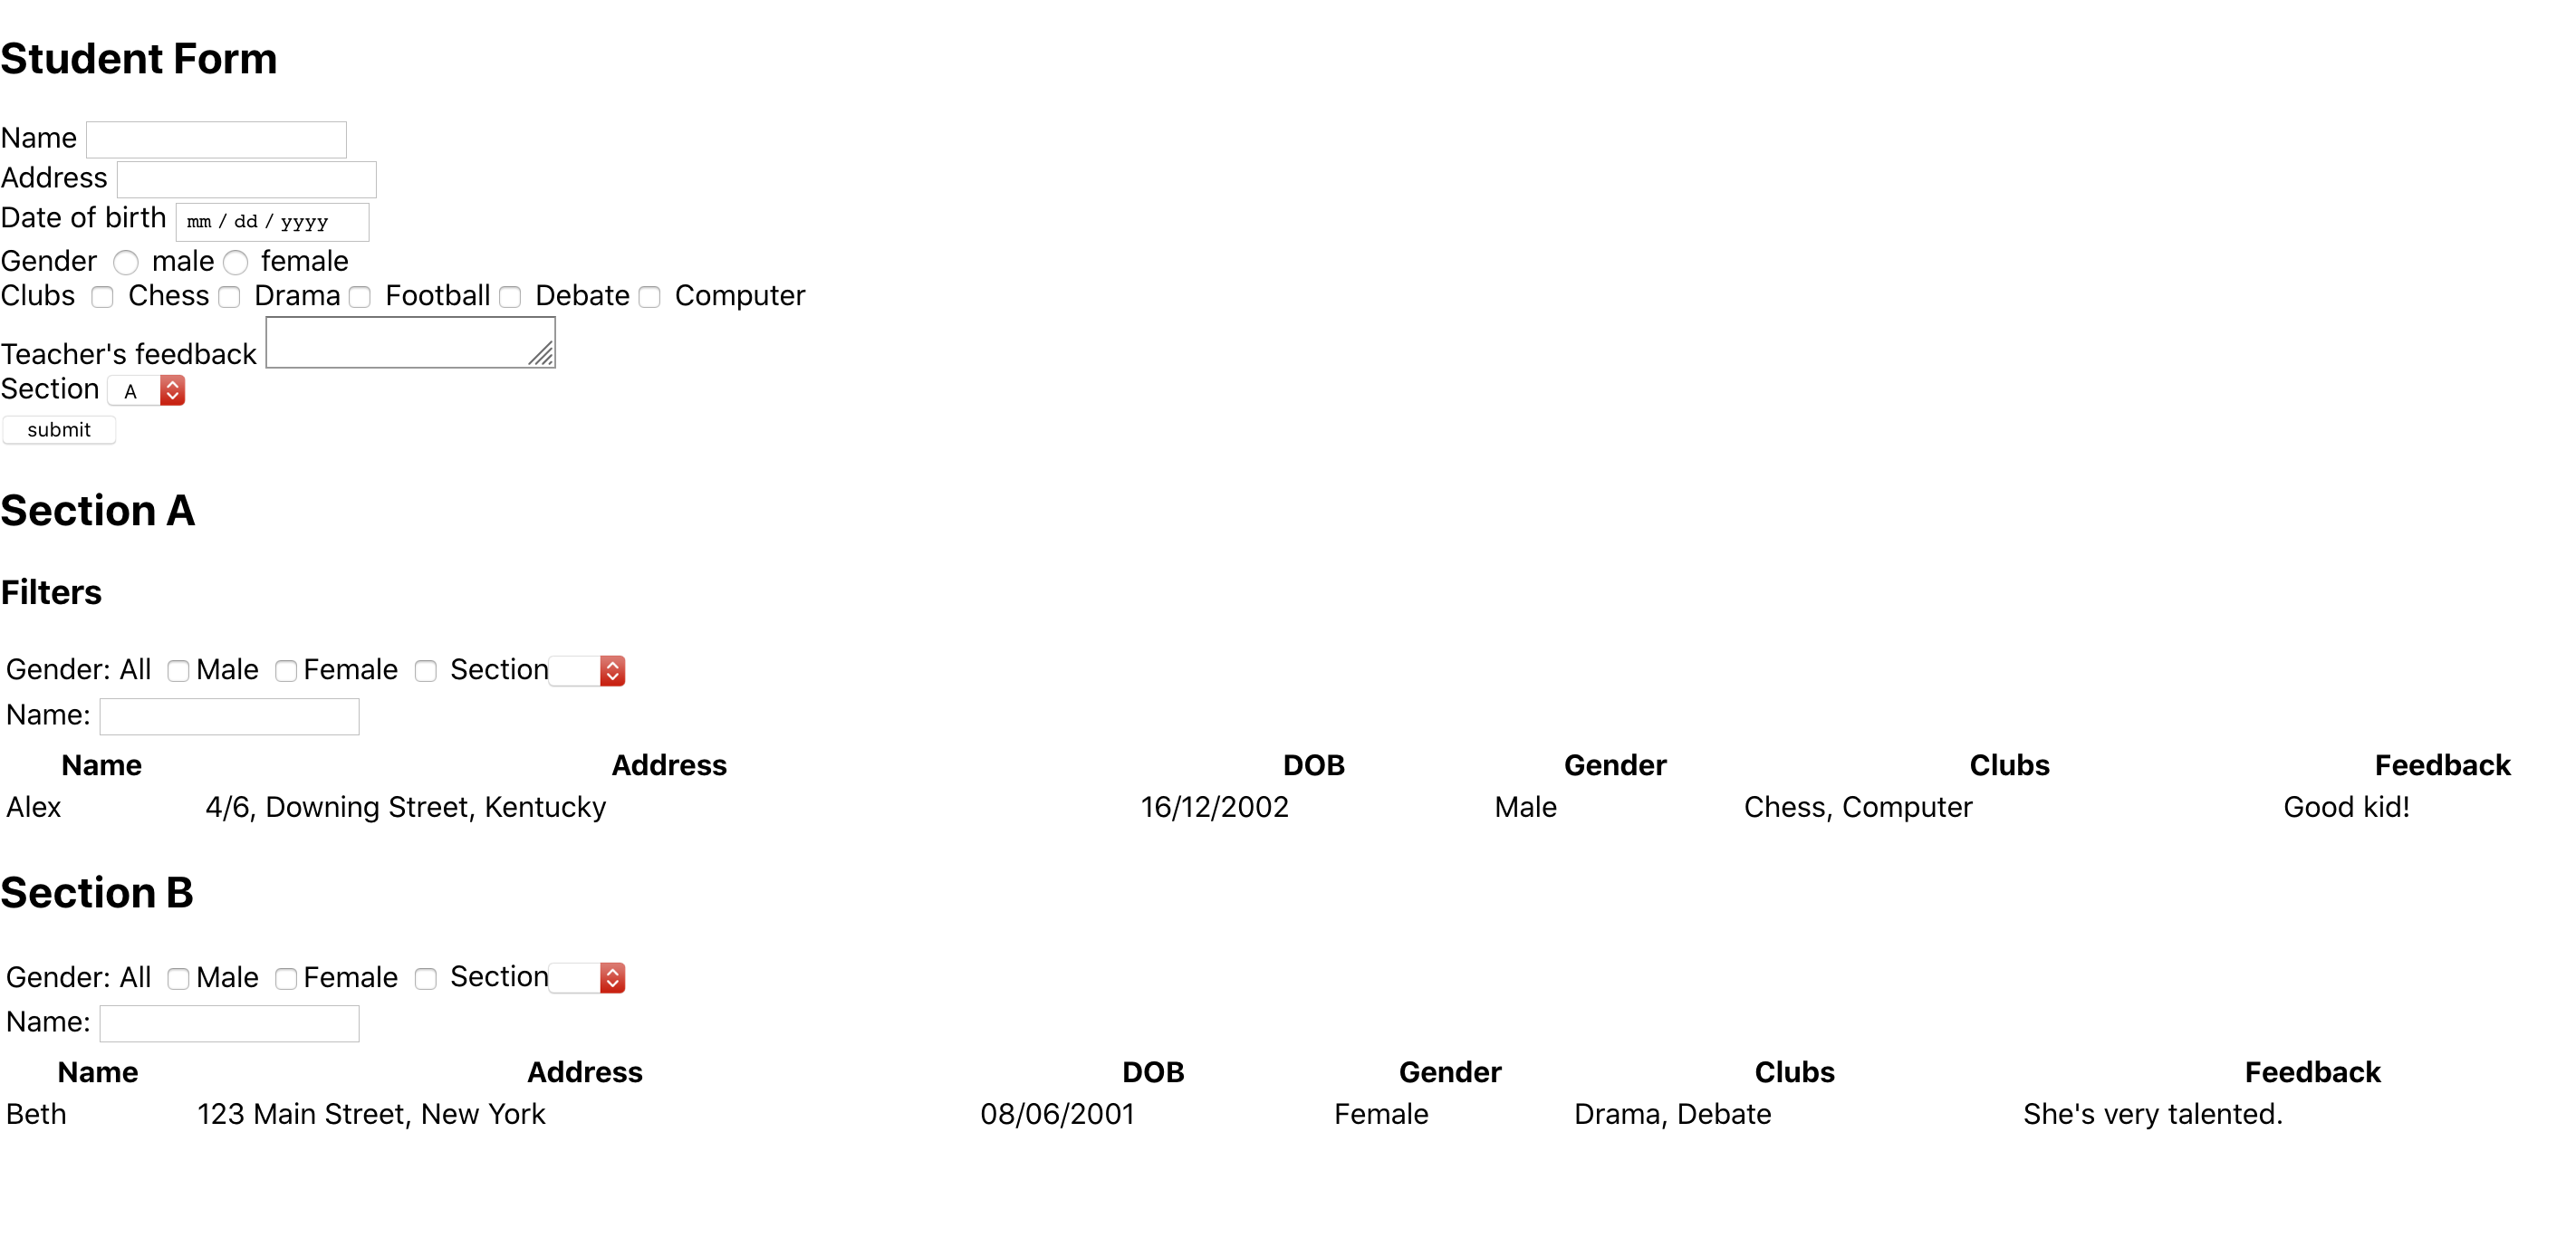 Student Form
Name
Address
Date of birth mm / dd / yyyy
Gender male female
Clubs Chess Drama Football Debate Computer
Teacher's feedback
Section A
submit
Section A
Filters
Gender: All Male Female Section
Name:
Name Address DOB Gender Clubs Feedback
Alex 4/6, Downing Street, Kentucky 16/12/2002 Male Chess, Computer Good kid!
Section B
Gender: All Male Female Section
Name:
Name Address DOB Gender Clubs Feedback
Beth 123 Main Street, New York 08/06/2001 Female Drama, Debate She's very talented.